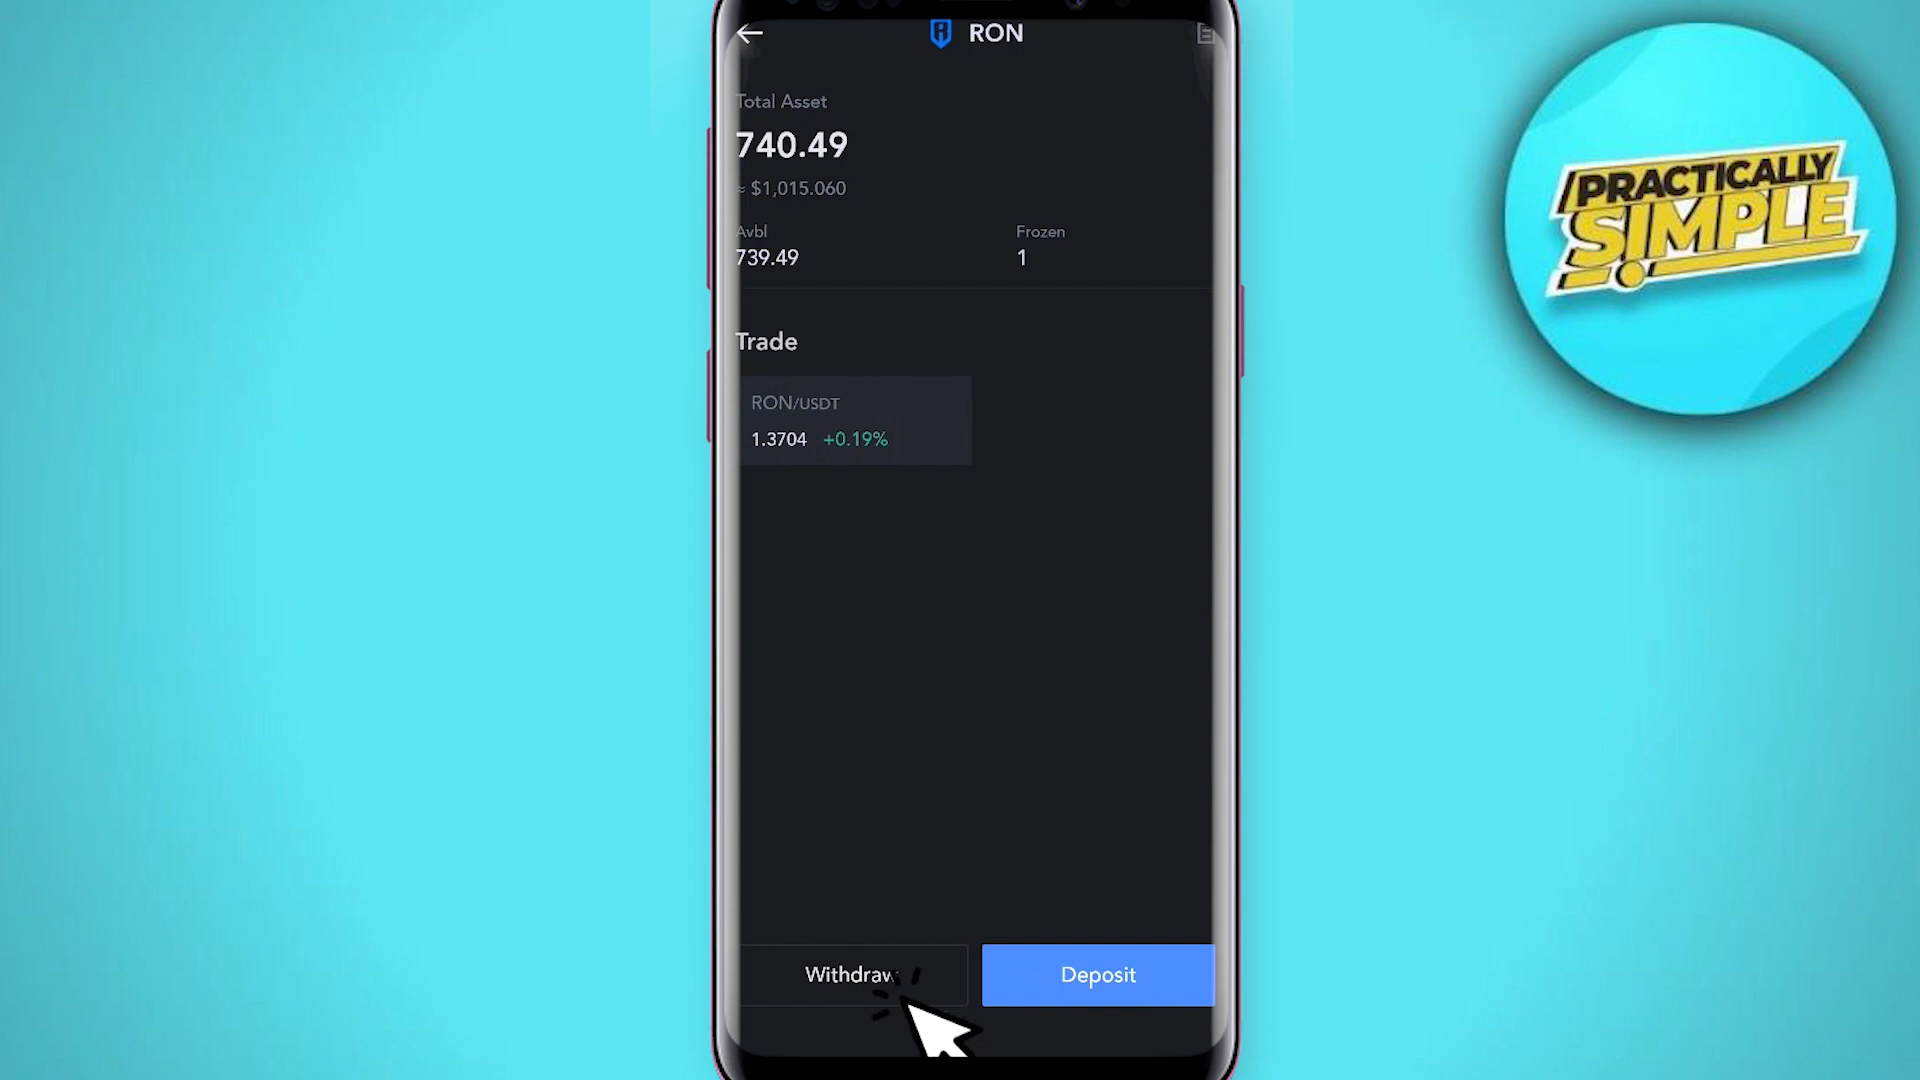 RON
Total Asset
740.49
≈ $1,015.060
Avbl
Frozen
739.49
1
Trade
RON/USDT
1.3704 +0.19%
Withdraw
Deposit
PRACTICALLY
SIMPLE